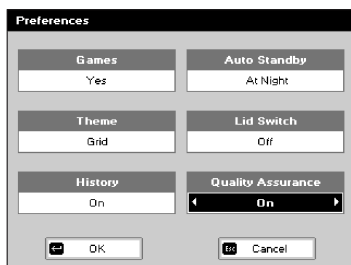 Preferences
Games
Auto Standby
Yes
At Night
Theme
Lid Switch
Grid
Off
History
Quality Assurance
On
On
OK
Esc Cancel